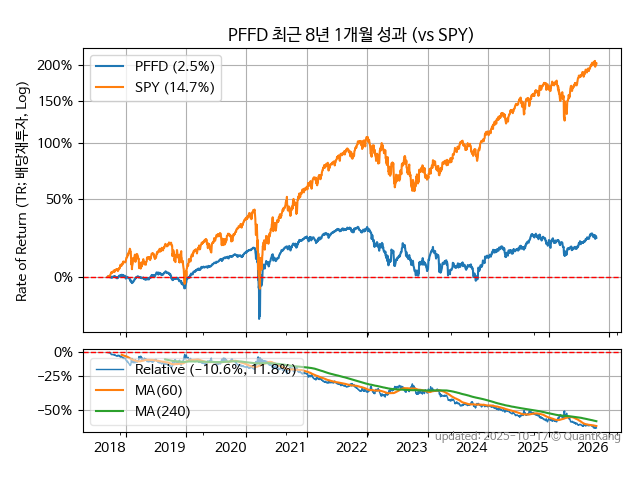 PFFD 최근 8년 1개월 성과 (vs SPY)
Rate of Return (TR: 배당재투자, Log)
200%
150%
100%
50%
0%
PFFD (2.5%)
SPY (14.7%)
0%
−25%
−50%
Relative (−10.6%, 11.8%)
MA(60)
MA(240)
updated: 2025-10-17 © QuantKang
2018 2019 2020 2021 2022 2023 2024 2025 2026